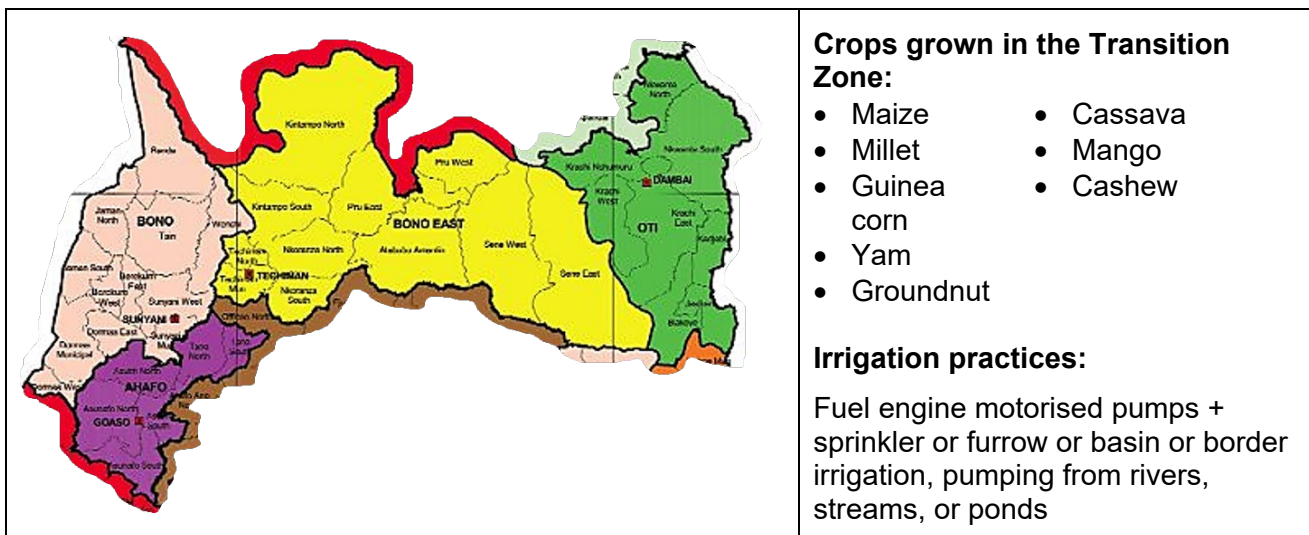 Kintampo North
Banda
Pru West
Nkwanta North
Nkwanta South
Krachi Nchumuru
DAMBAI
Krachi West
Jaman North
BONO
Tain
Wenchi
Kintampo South
Pru East
BONO EAST
OTI
Krachi East
Kadjebi
Techiman North
Nkoranza North
Atebubu Amantin
Sene West
Sene East
Jaman South
Berekum East
Berekum West
Sunyani West
TECHIMAN
Nkoranza South
Offinso North
Biakoye
SUNYANI
Dormaa East
Dormaa Municipal
Tano North
Tano South
Dormaa West
Asutifi North
AHAFO
Asunafo North
GOASO
Asunafo South
Crops grown in the Transition
Zone:
• Maize
• Millet
• Guinea
corn
• Yam
• Groundnut
• Cassava
• Mango
• Cashew
Irrigation practices:
Fuel engine motorised pumps +
sprinkler or furrow or basin or border
irrigation, pumping from rivers,
streams, or ponds